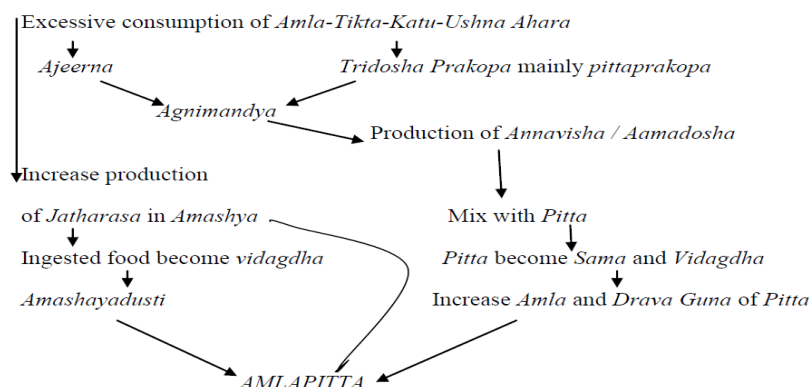 Excessive consumption of Amla-Tikta-Katu-Ushna Ahara
Ajeerna
Tridosha Prakopa mainly pittaprakopa
Agnimandya
Production of Annavisha / Aamadosha
Increase production
of Jatharasa in Amashya
Mix with Pitta
Ingested food become vidagdha
Pitta become Sama and Vidagdha
Amashayadusti
Increase Amla and Drava Guna of Pitta
AMLAPITTA